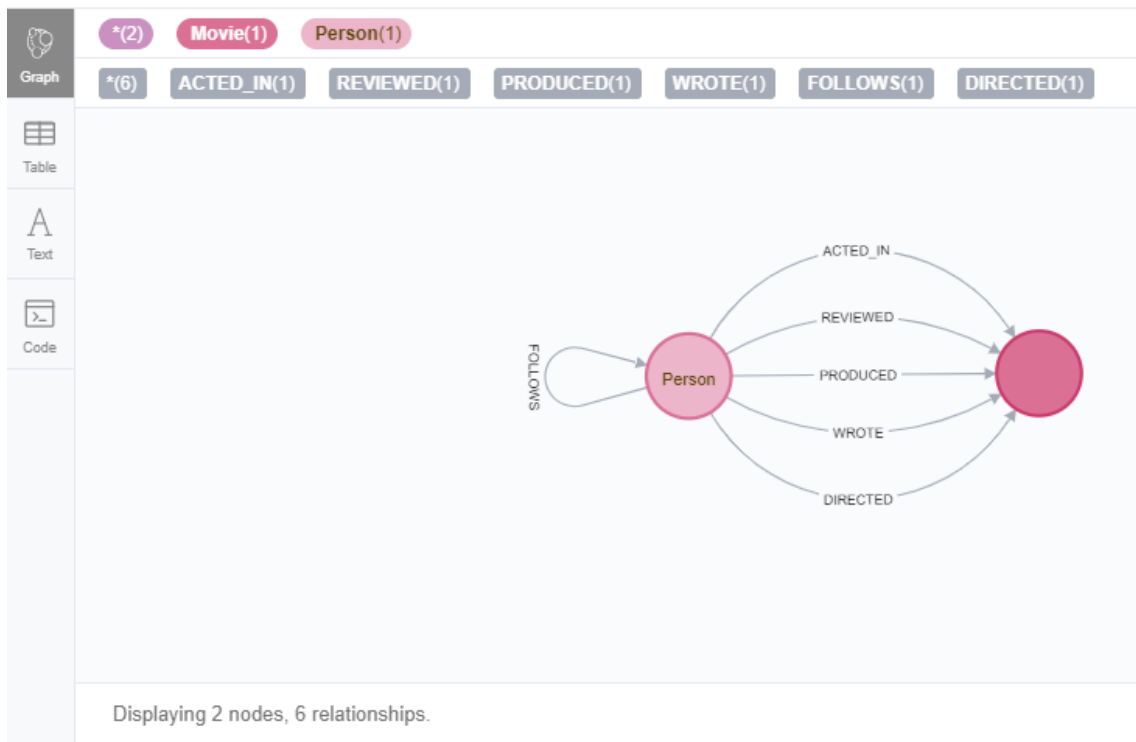 *(2) Movie(1) Person(1)
Graph
*(6) ACTED_IN(1) REVIEWED(1) PRODUCED(1) WROTE(1) FOLLOWS(1) DIRECTED(1)
Table
A
Text
>_
Code
ACTED_IN
REVIEWED
FOLLOWS
Person
PRODUCED
WROTE
DIRECTED
Displaying 2 nodes, 6 relationships.